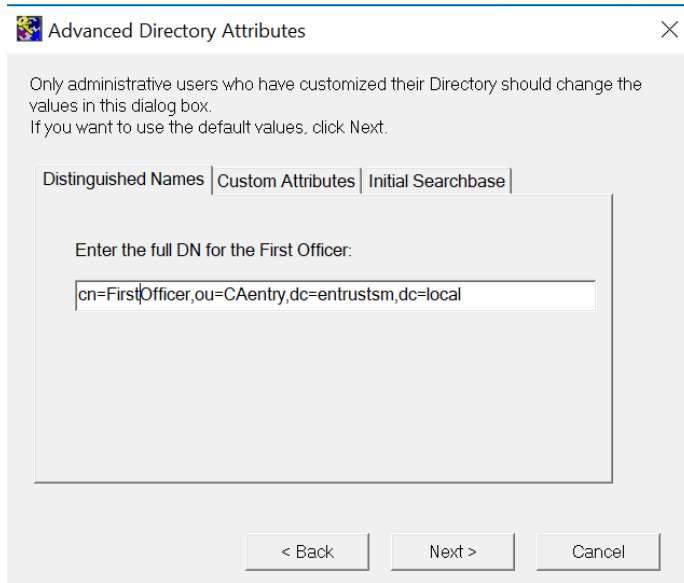 Advanced Directory Attributes
Only administrative users who have customized their Directory should change the
values in this dialog box.
If you want to use the default values, click Next.
Distinguished Names Custom Attributes Initial Searchbase
Enter the full DN for the First Officer:
cn=FirstOfficer,ou=CAentry,dc=entrustsm,dc=local
< Back Next > Cancel